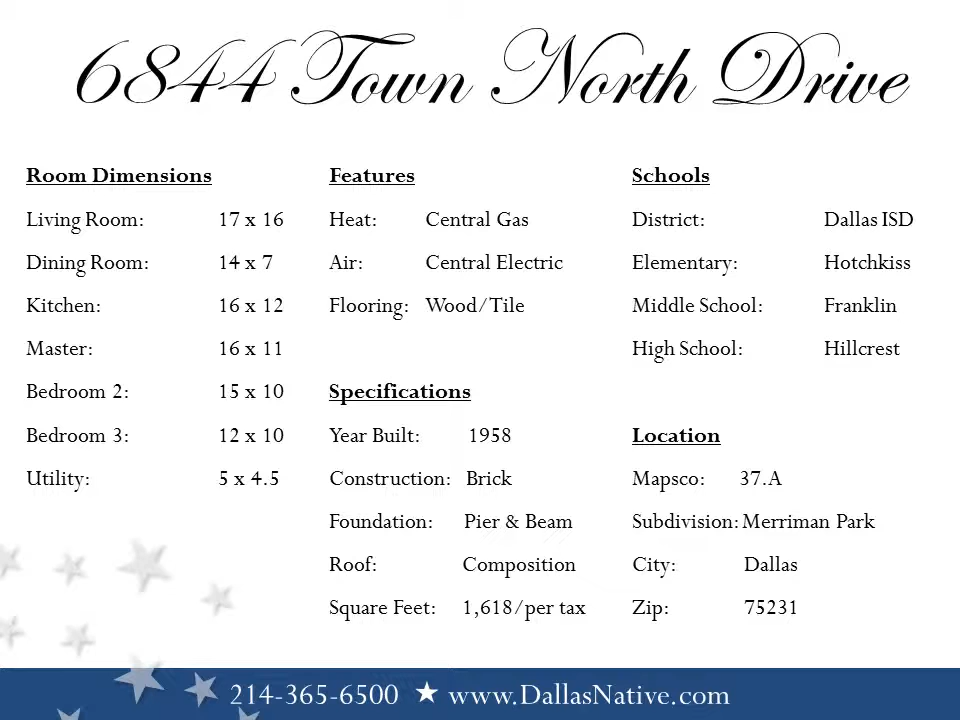 6844 Town North Drive
Room Dimensions
Living Room: 17 x 16
Dining Room: 14 x 7
Kitchen: 16 x 12
Master: 16 x 11
Bedroom 2: 15 x 10
Bedroom 3: 12 x 10
Utility: 5 x 4.5
Features
Heat: Central Gas
Air: Central Electric
Flooring: Wood/Tile
Specifications
Year Built: 1958
Construction: Brick
Foundation: Pier & Beam
Roof: Composition
Square Feet: 1,618/per tax
Schools
District: Dallas ISD
Elementary: Hotchkiss
Middle School: Franklin
High School: Hillcrest
Location
Mapsco: 37.A
Subdivision: Merriman Park
City: Dallas
Zip: 75231
214-365-6500 ★ www.DallasNative.com